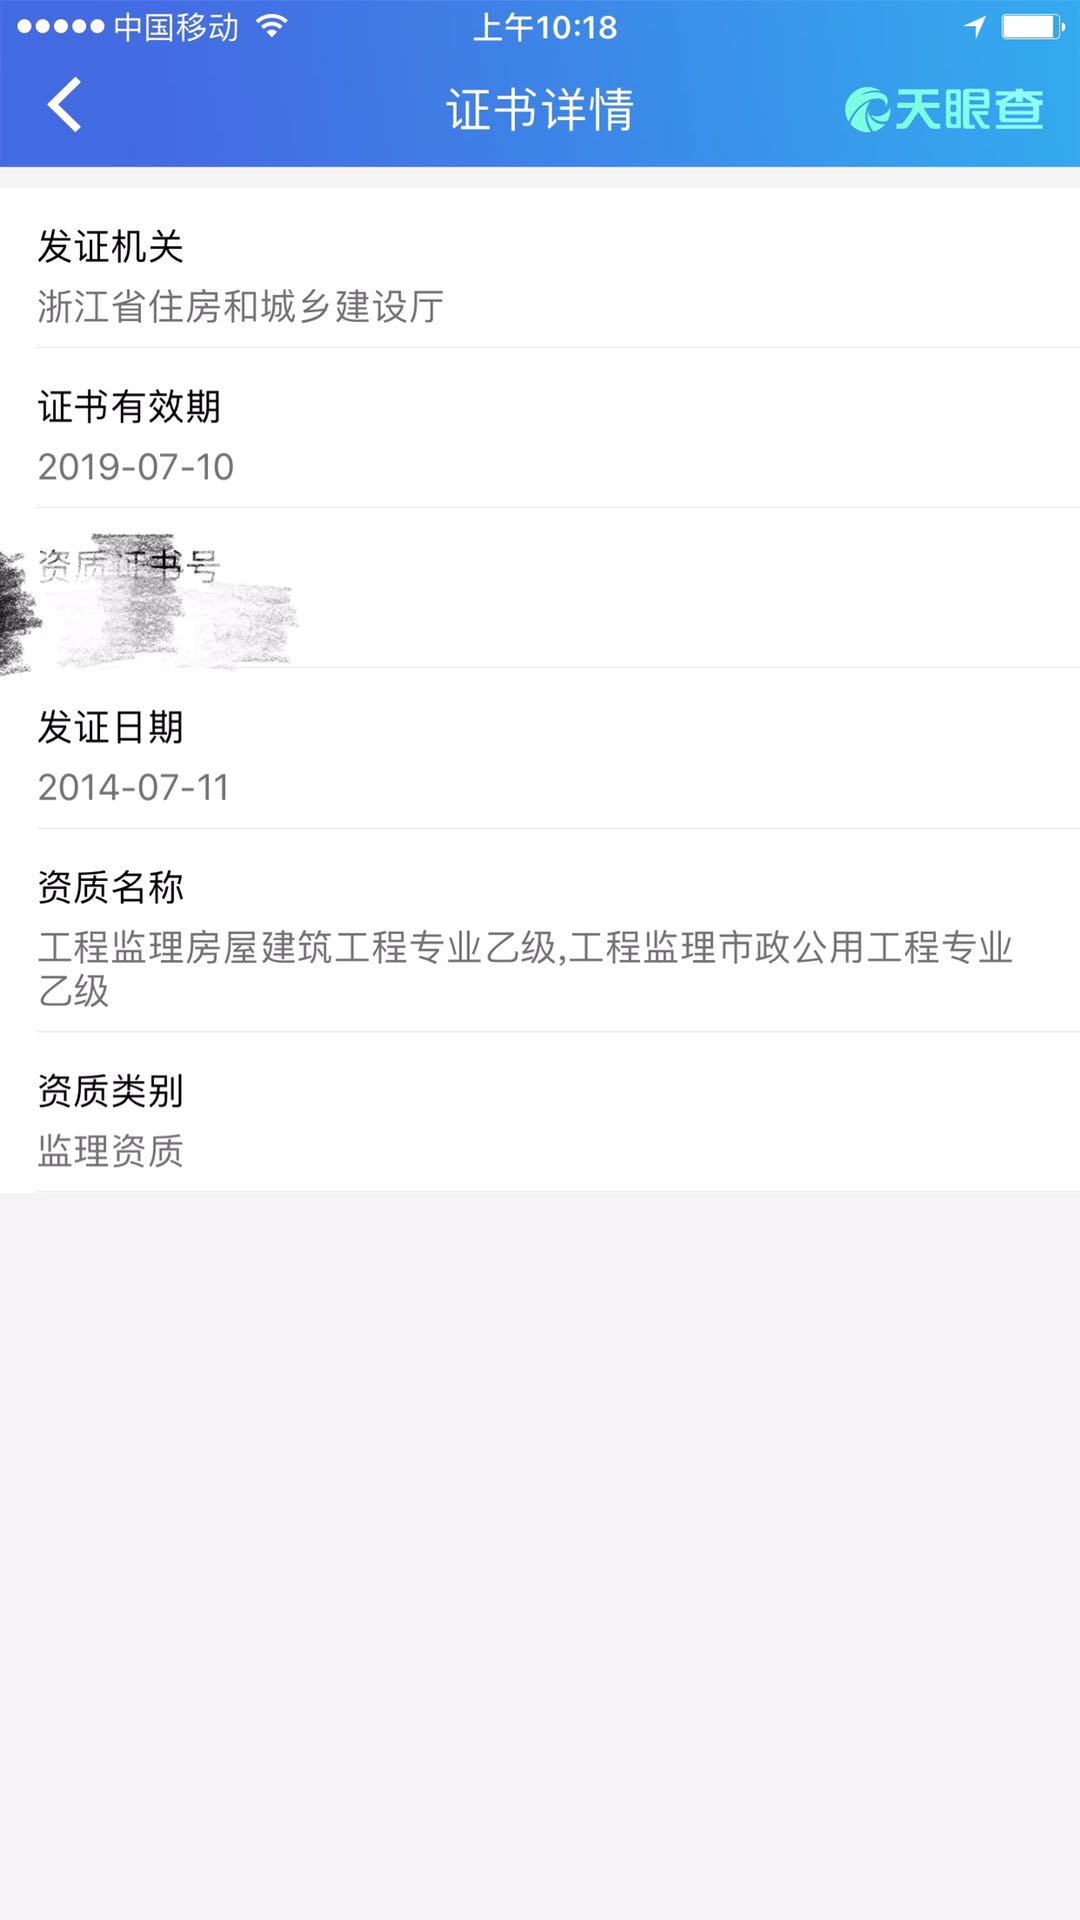 中国移动
上午10:18
证书详情
天眼查
发证机关
浙江省住房和城乡建设厅
证书有效期
2019-07-10
资质证书号
发证日期
2014-07-11
资质名称
工程监理房屋建筑工程专业乙级,工程监理市政公用工程专业
乙级
资质类别
监理资质